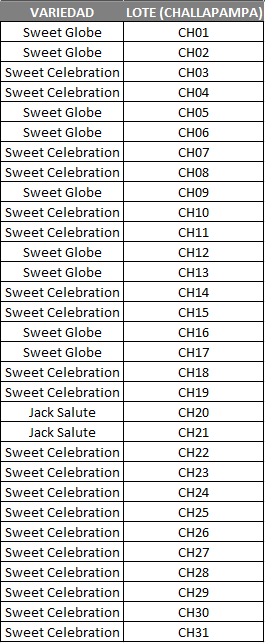 VARIEDAD LOTE (CHALLAPAMPA)
Sweet Globe CH01
Sweet Globe CH02
Sweet Celebration CH03
Sweet Celebration CH04
Sweet Globe CH05
Sweet Globe CH06
Sweet Celebration CH07
Sweet Celebration CH08
Sweet Globe CH09
Sweet Celebration CH10
Sweet Celebration CH11
Sweet Globe CH12
Sweet Globe CH13
Sweet Celebration CH14
Sweet Celebration CH15
Sweet Globe CH16
Sweet Globe CH17
Sweet Celebration CH18
Sweet Celebration CH19
Jack Salute CH20
Jack Salute CH21
Sweet Celebration CH22
Sweet Celebration CH23
Sweet Celebration CH24
Sweet Celebration CH25
Sweet Celebration CH26
Sweet Celebration CH27
Sweet Celebration CH28
Sweet Celebration CH29
Sweet Celebration CH30
Sweet Celebration CH31